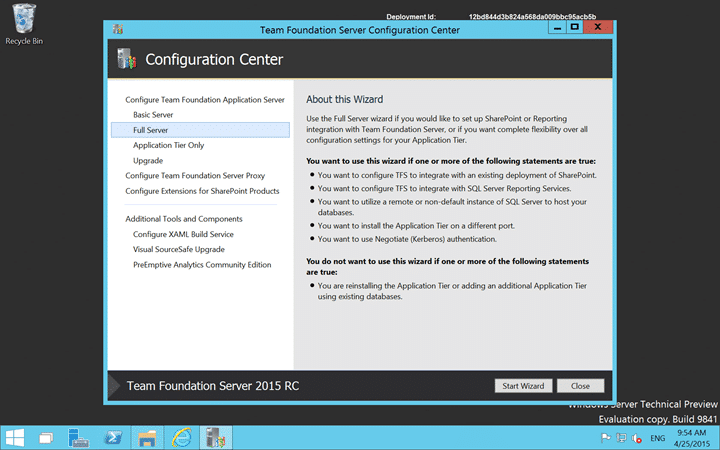 Deployment Id: 12bd844d3b824a568da009bbc95acb5b
Recycle Bin
Team Foundation Server Configuration Center
Configuration Center
Configure Team Foundation Application Server
Basic Server
Full Server
Application Tier Only
Upgrade
Configure Team Foundation Server Proxy
Configure Extensions for SharePoint Products
Additional Tools and Components
Configure XAML Build Service
Visual SourceSafe Upgrade
PreEmptive Analytics Community Edition
About this Wizard
Use the Full Server wizard if you would like to set up SharePoint or Reporting
integration with Team Foundation Server, or if you want complete flexibility over all
configuration settings for your Application Tier.
You want to use this wizard if one or more of the following statements are true:
• You want to configure TFS to integrate with an existing deployment of SharePoint.
• You want to configure TFS to integrate with SQL Server Reporting Services.
• You want to utilize a remote or non-default instance of SQL Server to host your
databases.
• You want to install the Application Tier on a different port.
• You want to use Negotiate (Kerberos) authentication.
You do not want to use this wizard if one or more of the following statements
are true:
• You are reinstalling the Application Tier or adding an additional Application Tier
using existing databases.
Team Foundation Server 2015 RC
Start Wizard
Close
Windows Server Technical Preview
Evaluation copy. Build 9841
ENG
9:54 AM
4/25/2015